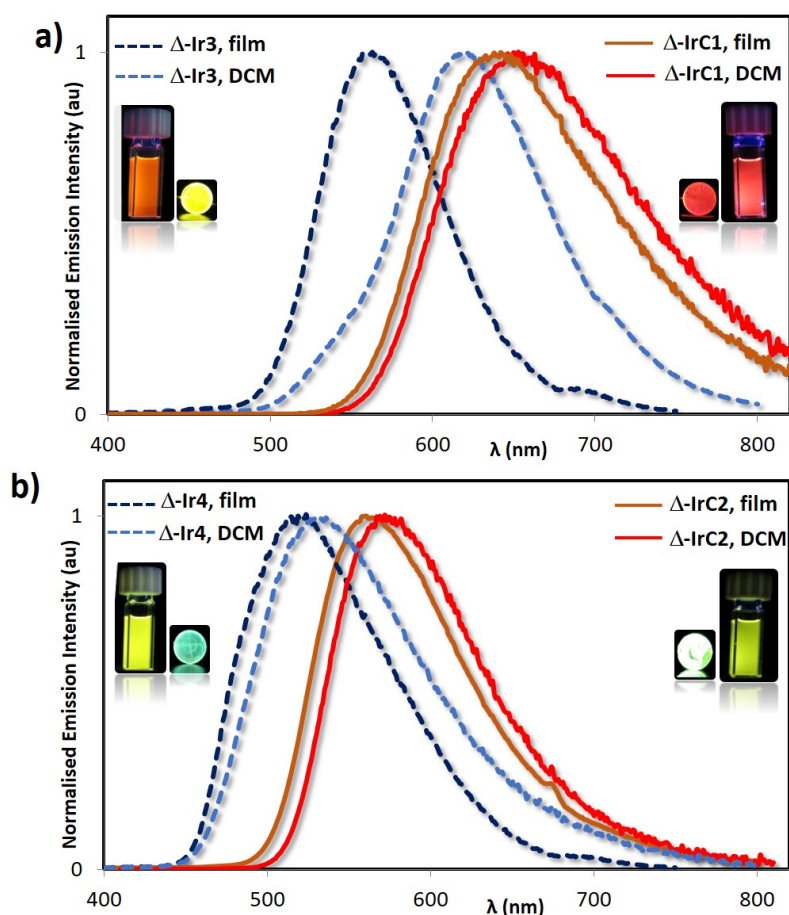 a)
Δ-Ir3, film
Δ-Ir3, DCM
Δ-IrC1, film
Δ-IrC1, DCM
Normalised Emission Intensity (au)
1
0
400
500
600
700
800
λ (nm)
b)
Δ-Ir4, film
Δ-Ir4, DCM
Δ-IrC2, film
Δ-IrC2, DCM
Normalised Emission Intensity (au)
1
0
400
500
600
700
800
λ (nm)